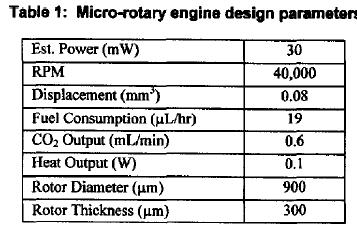 Table 1: Micro-rotary engine design parameters
Est. Power (mW) 30
RPM 40,000
Displacement (mm³) 0.08
Fuel Consumption (µL/hr) 19
CO₂ Output (mL/min) 0.6
Heat Output (W) 0.1
Rotor Diameter (µm) 900
Rotor Thickness (µm) 300